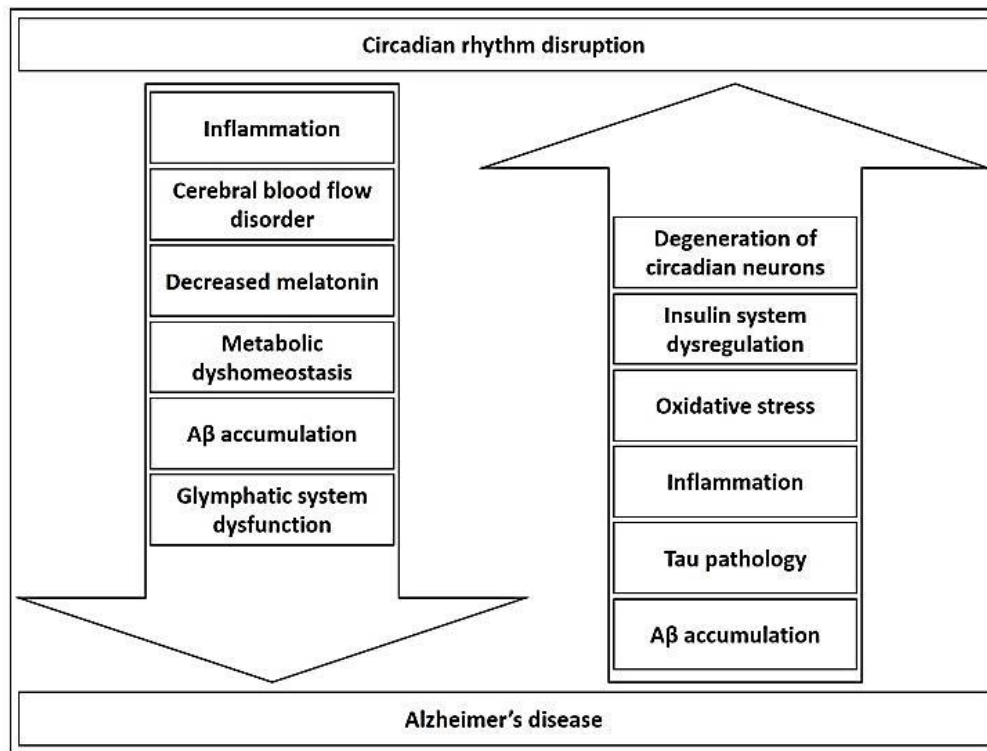 Circadian rhythm disruption
Inflammation
Cerebral blood flow
disorder
Decreased melatonin
Metabolic
dyshomeostasis
Aβ accumulation
Glymphatic system
dysfunction
Degeneration of
circadian neurons
Insulin system
dysregulation
Oxidative stress
Inflammation
Tau pathology
Aβ accumulation
Alzheimer's disease